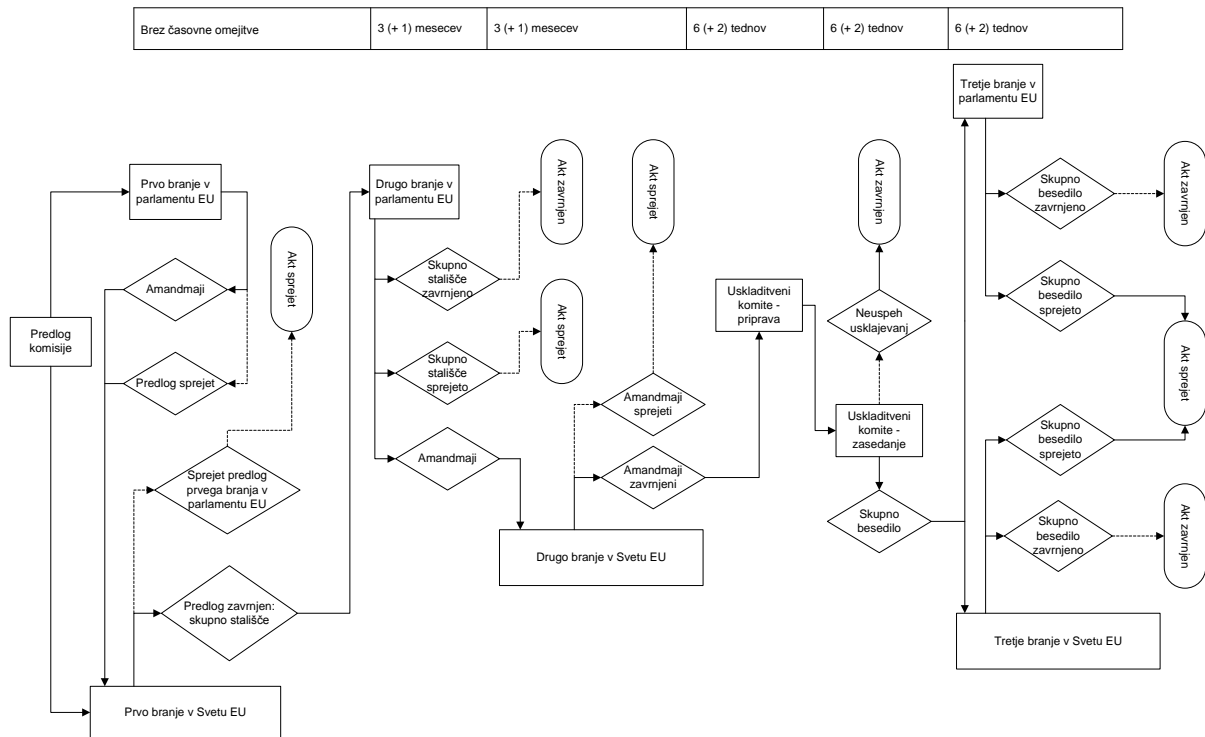 Brez časovne omejitve
3 (+ 1) mesecev
3 (+ 1) mesecev
6 (+ 2) tednov
6 (+ 2) tednov
6 (+ 2) tednov
Predlog
komisije
Prvo branje v
parlamentu EU
Amandmaji
Predlog sprejet
Akt sprejet
Sprejet predlog
prvega branja v
parlamentu EU
Predlog zavrnjen:
skupno stališče
Prvo branje v Svetu EU
Drugo branje v
parlamentu EU
Skupno
stališče
zavrnjeno
Akt zavrnjen
Skupno
stališče
sprejeto
Akt sprejet
Amandmaji
Akt sprejet
Amandmaji
sprejeti
Amandmaji
zavrnjeni
Drugo branje v Svetu EU
Uskladitveni
komite -
priprava
Akt zavrnjen
Neuspeh
usklajevanj
Uskladitveni
komite -
zasedanje
Skupno
besedilo
Tretje branje v
parlamentu EU
Skupno
besedilo
zavrnjeno
Akt zavrnjen
Skupno
besedilo
sprejeto
Akt sprejet
Skupno
besedilo
sprejeto
Skupno
besedilo
zavrnjeno
Akt zavrnjen
Tretje branje v Svetu EU